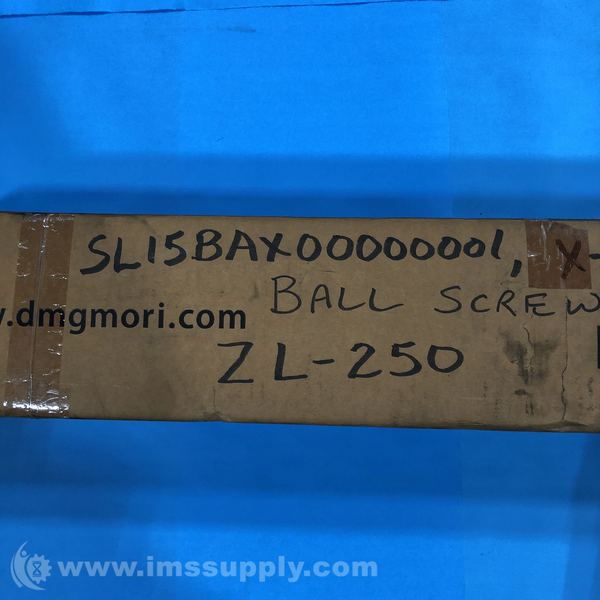 SL15BAX00000001, X-
BALL SCREW
.dmgmori.com
ZL-250
www.imssupply.com